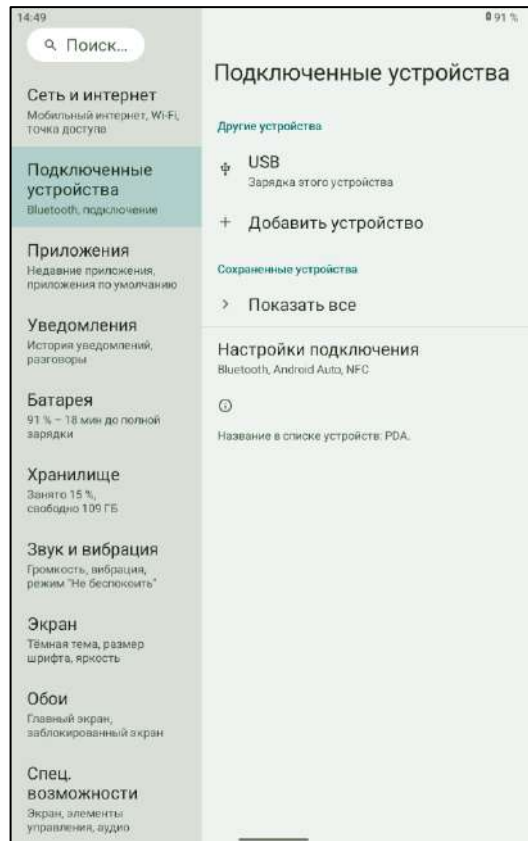 14:49
91 %
Поиск...
Сеть и интернет
Мобильный интернет, Wi-Fi,
точка доступа
Подключенные
устройства
Bluetooth, подключение
Приложения
Недавние приложения,
приложения по умолчанию
Уведомления
История уведомлений,
разговоры
Батарея
91 % – 18 мин до полной
зарядки
Хранилище
Занято 15 %,
свободно 109 ГБ
Звук и вибрация
Громкость, вибрация,
режим "Не беспокоить"
Экран
Тёмная тема, размер
шрифта, яркость
Обои
Главный экран,
заблокированный экран
Спец.
возможности
Экран, элементы
управления, аудио
Подключенные устройства
Другие устройства
USB
Зарядка этого устройства
Добавить устройство
Сохраненные устройства
Показать все
Настройки подключения
Bluetooth, Android Auto, NFC
Название в списке устройств: PDA.